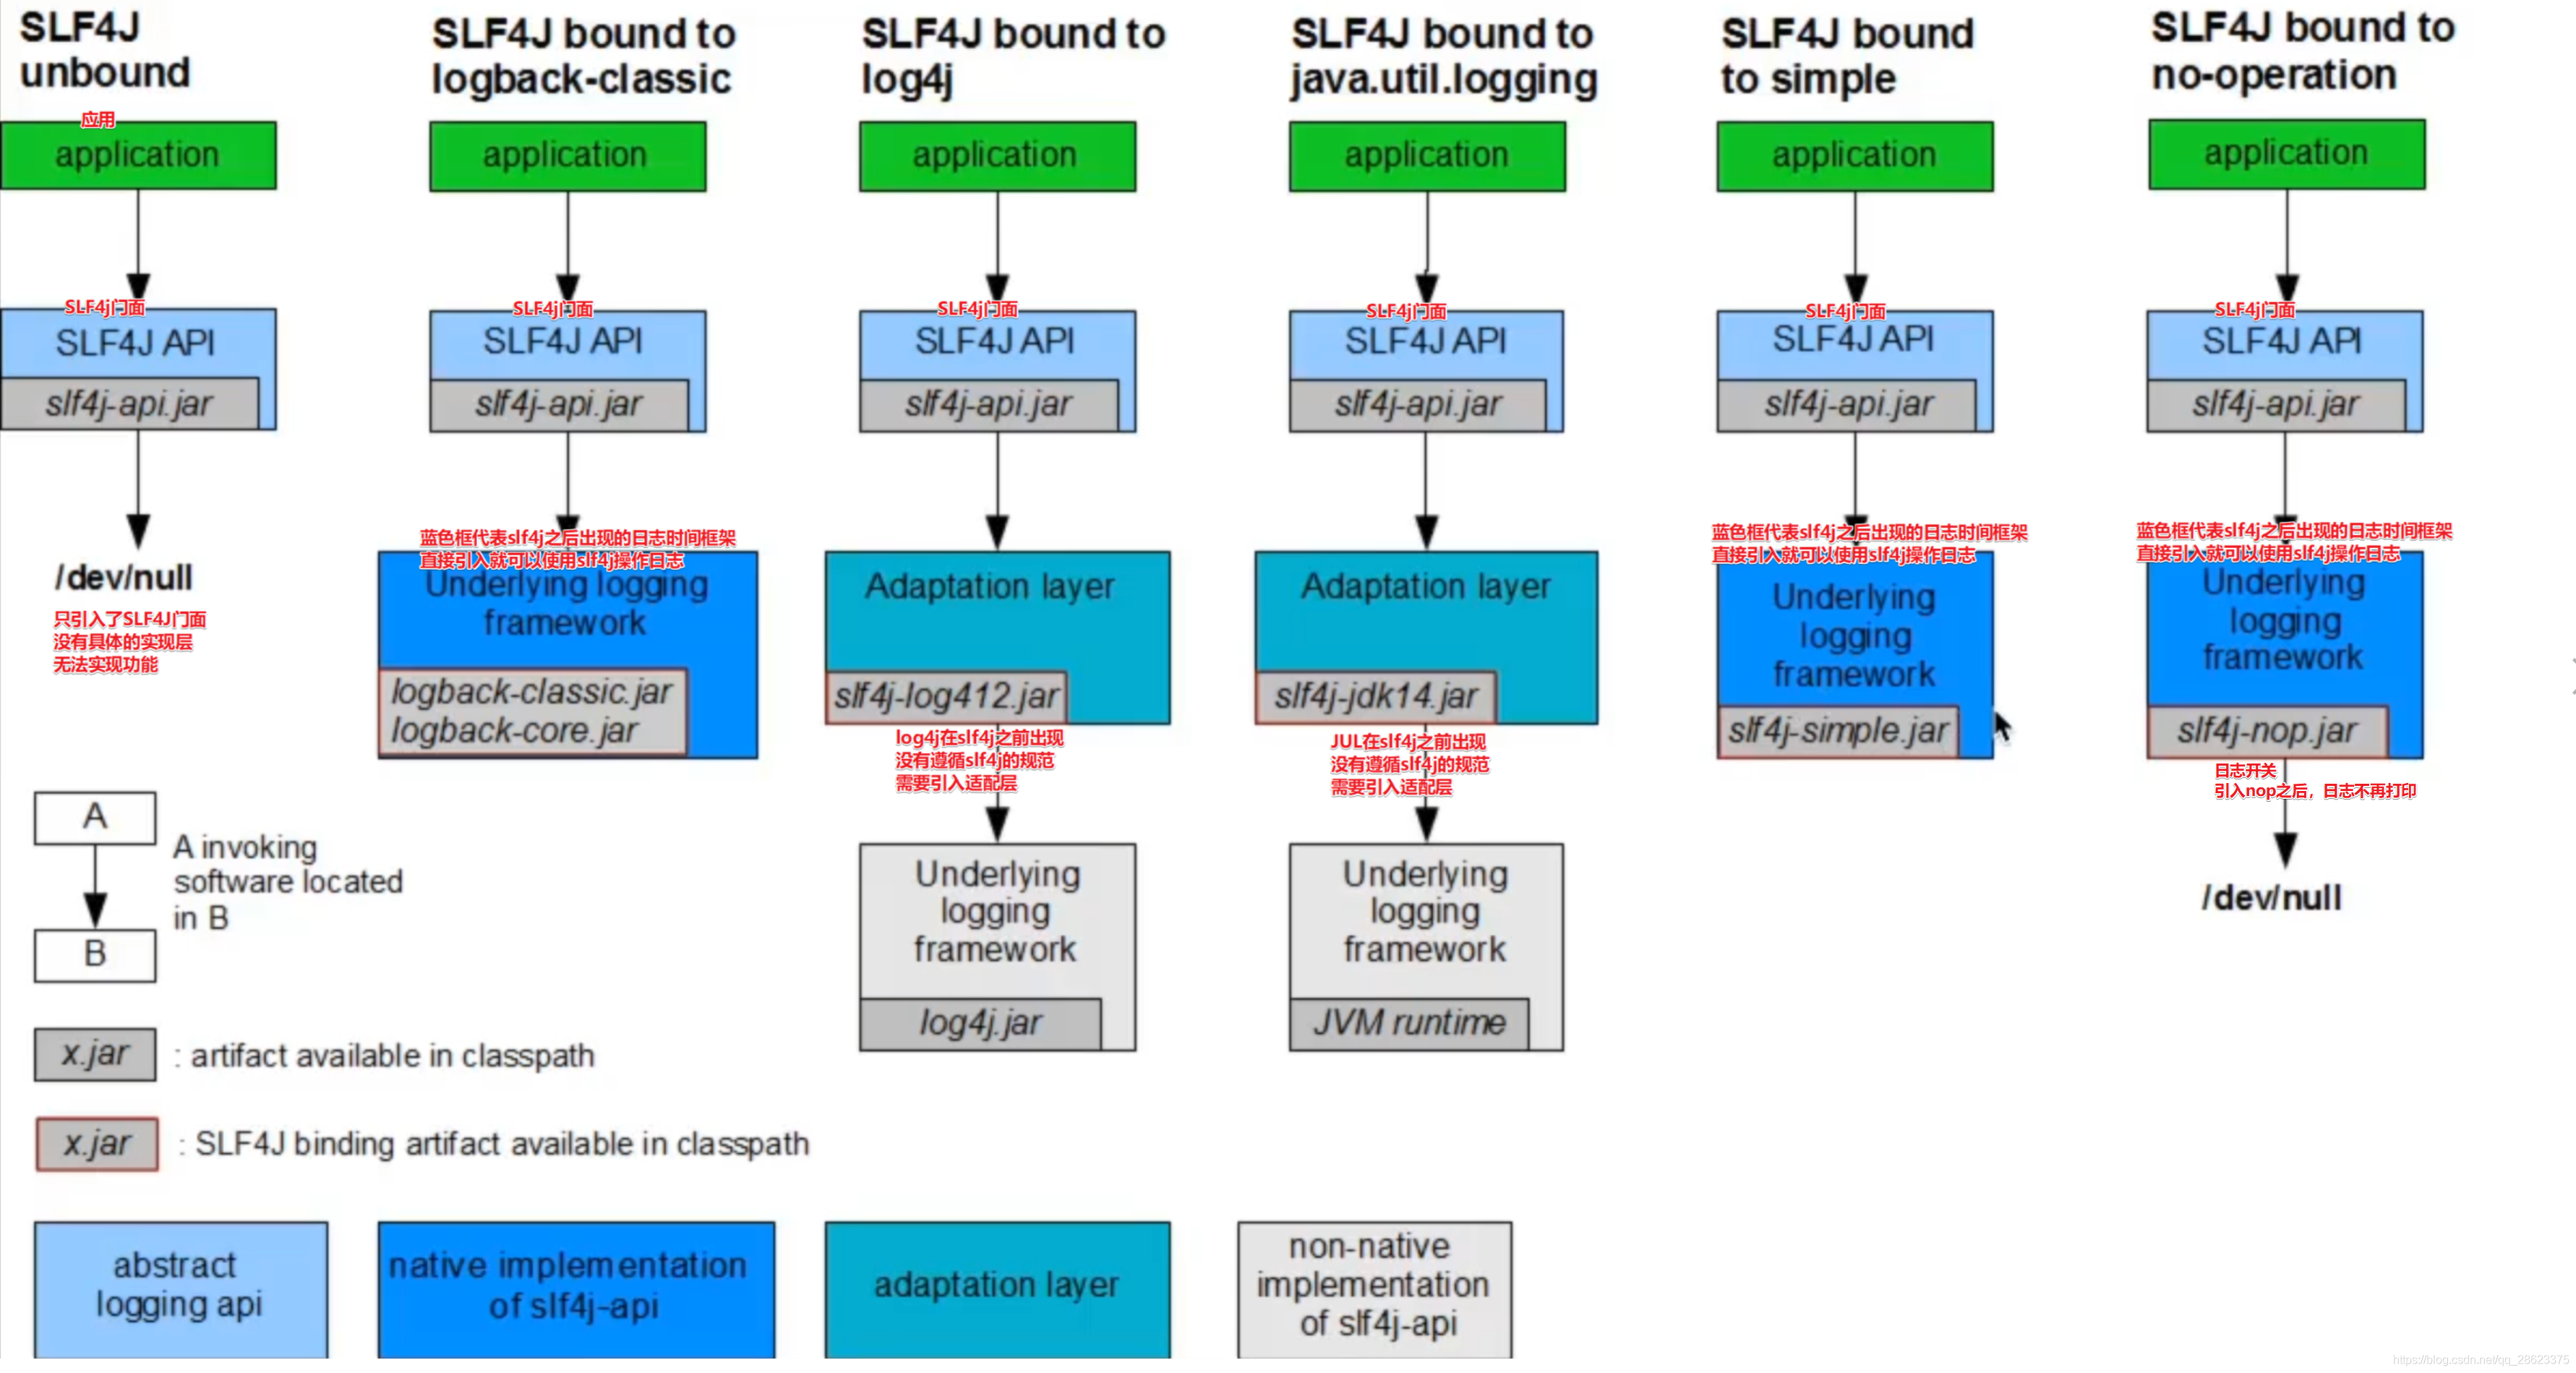 SLF4J
unbound
应用
application
SLF4j门面
SLF4J API
slf4j-api.jar
/dev/null
只引入了SLF4J门面
没有具体的实现层
无法实现功能
SLF4J bound to
logback-classic
application
SLF4j门面
SLF4J API
slf4j-api.jar
蓝色框代表slf4j之后出现的日志时间框架
直接引入就可以使用slf4j操作日志
Underlying logging
framework
logback-classic.jar
logback-core.jar
SLF4J bound to
log4j
application
SLF4j门面
SLF4J API
slf4j-api.jar
Adaptation layer
slf4j-log412.jar
log4j在slf4j之前出现
没有遵循slf4j的规范
需要引入适配层
Underlying
logging
framework
log4j.jar
SLF4J bound to
java.util.logging
application
SLF4j门面
SLF4J API
slf4j-api.jar
Adaptation layer
slf4j-jdk14.jar
JUL在slf4j之前出现
没有遵循slf4j的规范
需要引入适配层
Underlying
logging
framework
JVM runtime
SLF4J bound
to simple
application
SLF4j门面
SLF4J API
slf4j-api.jar
蓝色框代表slf4j之后出现的日志时间框架
直接引入就可以使用slf4j操作日志
Underlying
logging
framework
slf4j-simple.jar
SLF4J bound to
no-operation
application
SLF4j门面
SLF4J API
slf4j-api.jar
蓝色框代表slf4j之后出现的日志时间框架
直接引入就可以使用slf4j操作日志
Underlying
logging
framework
slf4j-nop.jar
日志开关
引入nop之后，日志不再打印
/dev/null
A
A invoking
software located
in B
B
x.jar : artifact available in classpath
x.jar : SLF4J binding artifact available in classpath
abstract
logging api
native implementation
of slf4j-api
adaptation layer
non-native
implementation
of slf4j-api
https://blog.csdn.net/qq_28623375